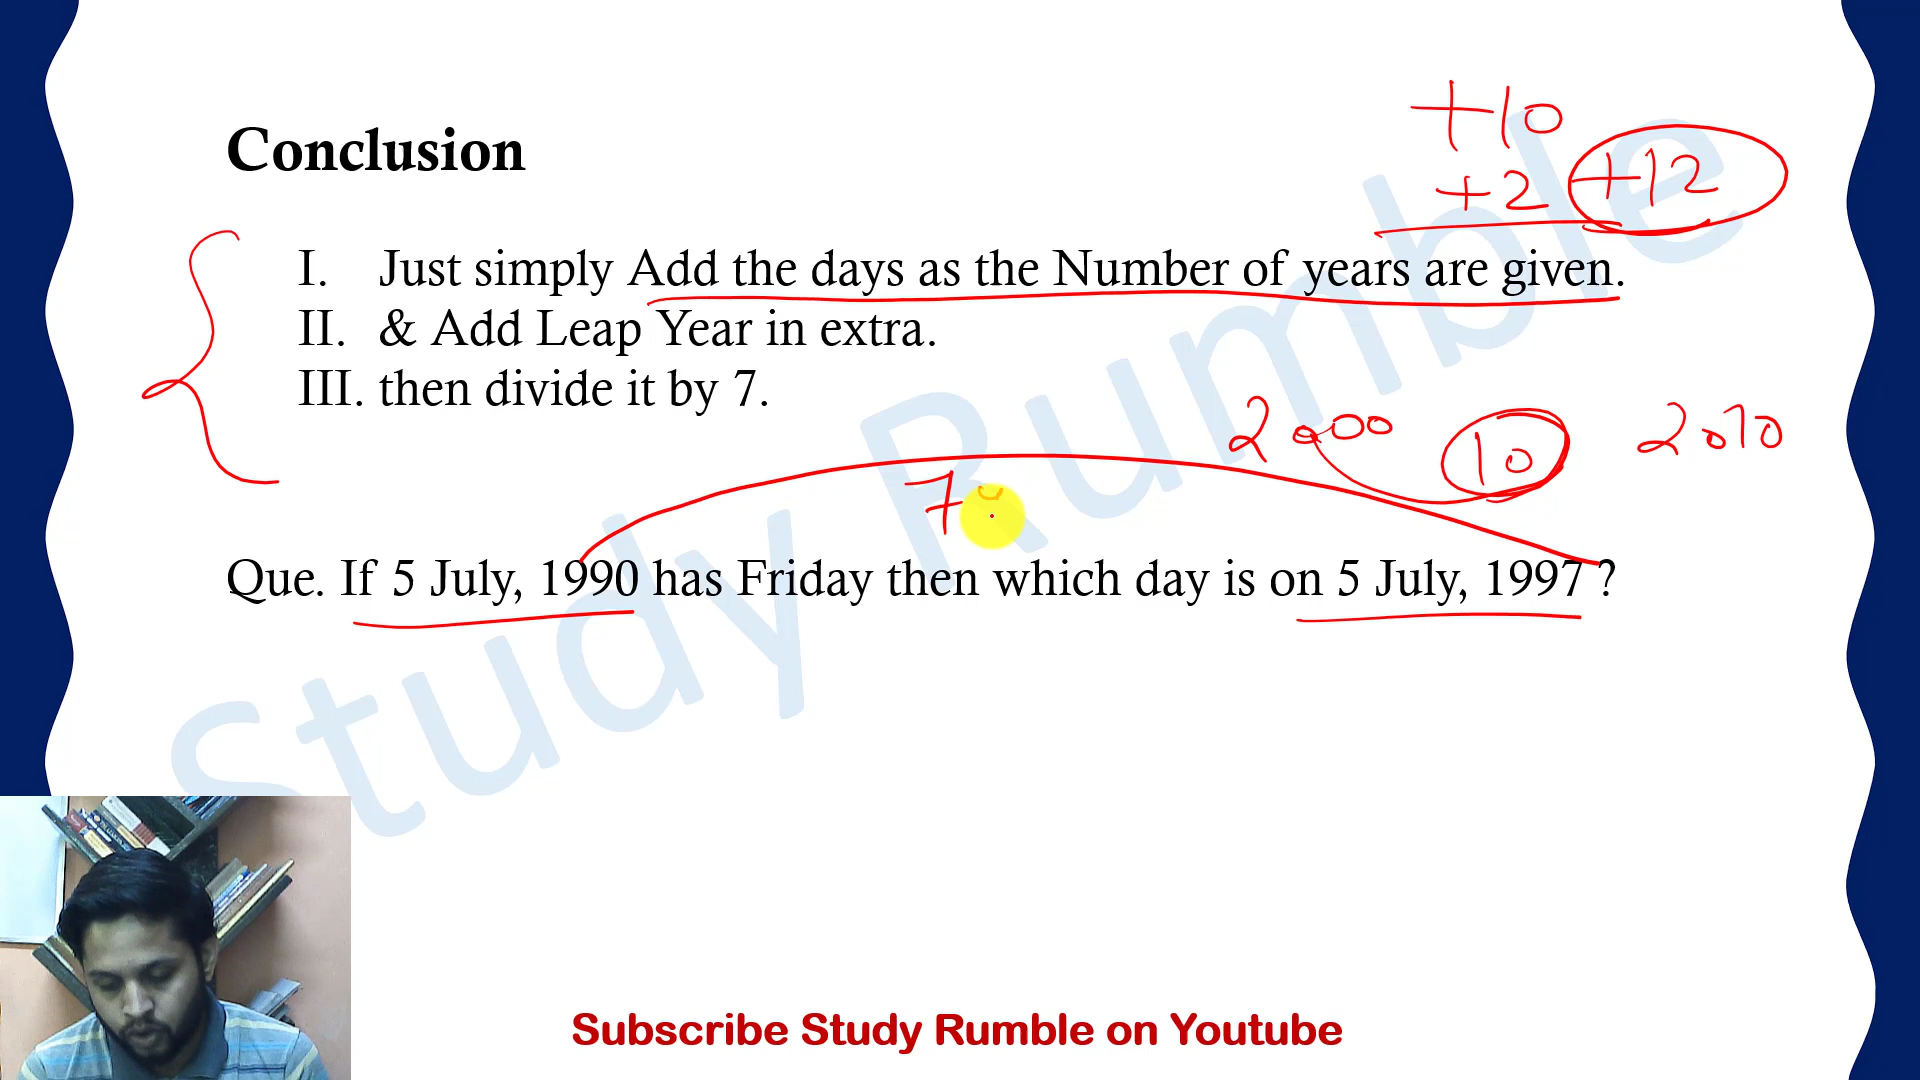 +10
Conclusion
+2 +12
I. Just simply Add the days as the Number of years are given.
II. & Add Leap Year in extra.
III. then divide it by 7.
2000 10 2010
7
Que. If 5 July, 1990 has Friday then which day is on 5 July, 1997 ?
Study Rumble
Subscribe Study Rumble on Youtube